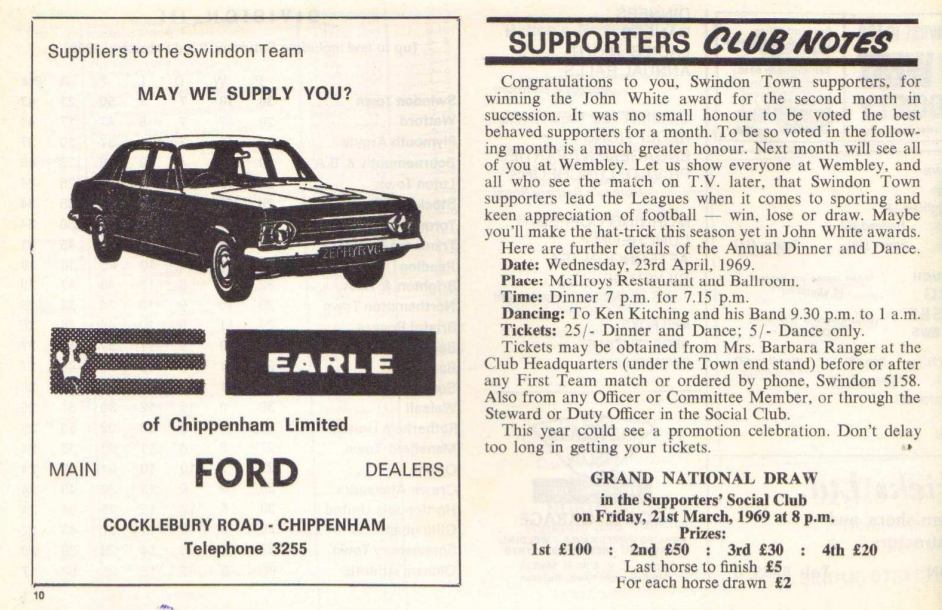 Suppliers to the Swindon Team
MAY WE SUPPLY YOU?
ZEPHYR VI
EARLE
of Chippenham Limited
MAIN FORD DEALERS
COCKLEBURY ROAD - CHIPPENHAM
Telephone 3255
10
SUPPORTERS CLUB NOTES
Congratulations to you, Swindon Town supporters, for
winning the John White award for the second month in
succession. It was no small honour to be voted the best
behaved supporters for a month. To be so voted in the follow-
ing month is a much greater honour. Next month will see all
of you at Wembley. Let us show everyone at Wembley, and
all who see the match on T.V. later, that Swindon Town
supporters lead the Leagues when it comes to sporting and
keen appreciation of football — win, lose or draw. Maybe
you'll make the hat-trick this season yet in John White awards.
Here are further details of the Annual Dinner and Dance.
Date: Wednesday, 23rd April, 1969.
Place: McIlroys Restaurant and Ballroom.
Time: Dinner 7 p.m. for 7.15 p.m.
Dancing: To Ken Kitching and his Band 9.30 p.m. to 1 a.m.
Tickets: 25/- Dinner and Dance; 5/- Dance only.
Tickets may be obtained from Mrs. Barbara Ranger at the
Club Headquarters (under the Town end stand) before or after
any First Team match or ordered by phone, Swindon 5158.
Also from any Officer or Committee Member, or through the
Steward or Duty Officer in the Social Club.
This year could see a promotion celebration. Don't delay
too long in getting your tickets.
GRAND NATIONAL DRAW
in the Supporters' Social Club
on Friday, 21st March, 1969 at 8 p.m.
Prizes:
1st £100 : 2nd £50 : 3rd £30 : 4th £20
Last horse to finish £5
For each horse drawn £2